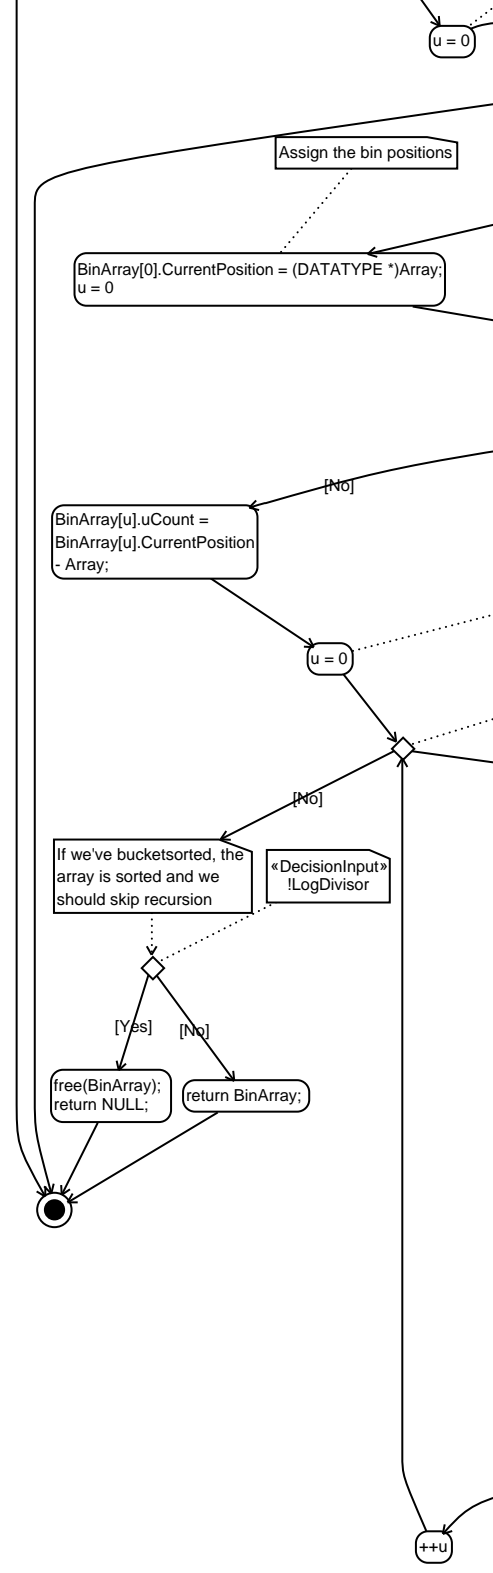 u = 0
Assign the bin positions
BinArray[0].CurrentPosition = (DATATYPE *)Array;
u = 0
[No]
BinArray[u].uCount =
BinArray[u].CurrentPosition
- Array;
u = 0
[No]
If we've bucketsorted, the
array is sorted and we
should skip recursion
«DecisionInput»
!LogDivisor
[Yes]
[No]
free(BinArray);
return NULL;
return BinArray;
++u